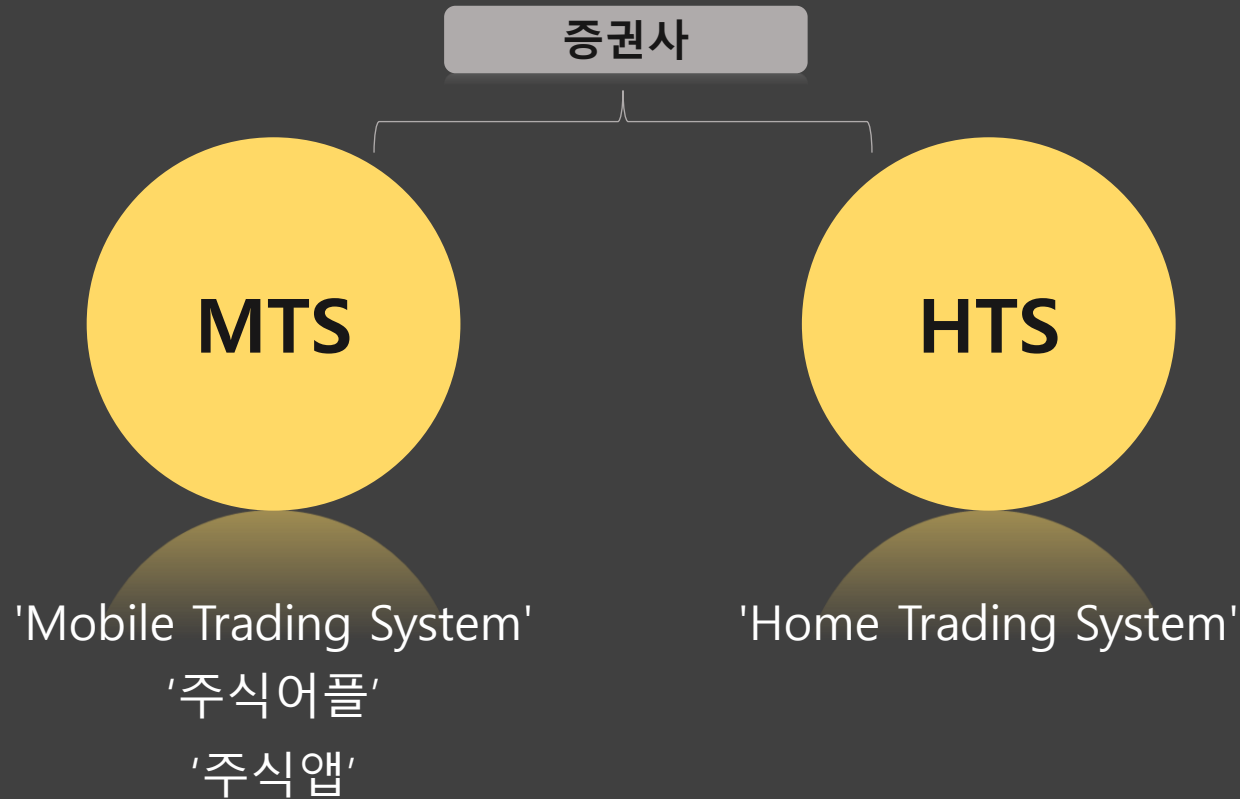 증권사
MTS
HTS
'Mobile Trading System'
'Home Trading System'
‘주식어플’
‘주식앱’